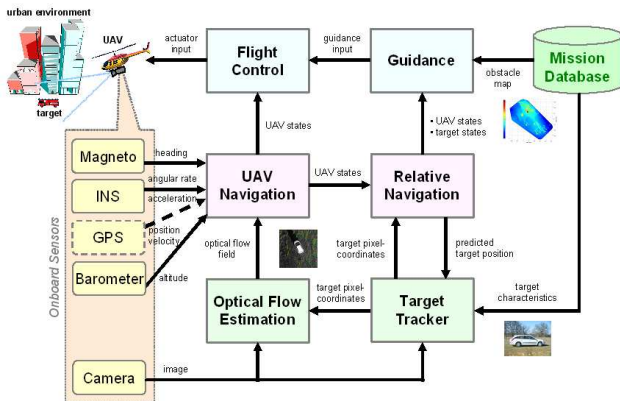 urban environment
UAV
target
actuator
input
Flight
Control
guidance
input
Guidance
obstacle
map
Mission
Database
UAV states
• UAV states
• target states
Onboard Sensors
Magneto
heading
INS
angular rate
acceleration
GPS
position
velocity
Barometer
altitude
UAV
Navigation
UAV states
Relative
Navigation
optical flow
field
target pixel-
coordinates
predicted
target position
Optical Flow
Estimation
target pixel-
coordinates
Target
Tracker
target
characteristics
Camera
image